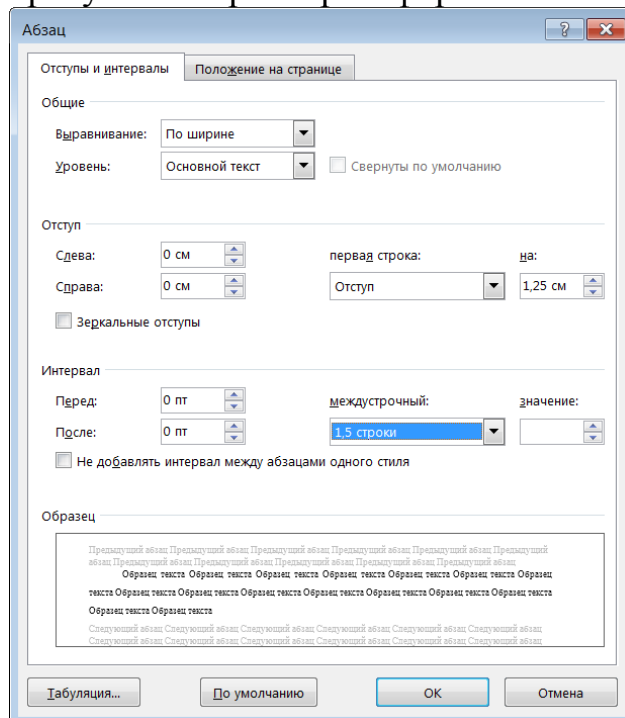 Абзац
Отступы и интервалы Положение на странице
Общие
Выравнивание: По ширине
Уровень: Основной текст Свернуты по умолчанию
Отступ
Слева: 0 см первая строка: на:
Справа: 0 см Отступ 1,25 см
Зеркальные отступы
Интервал
Перед: 0 пт междустрочный: значение:
После: 0 пт 1,5 строки
Не добавлять интервал между абзацами одного стиля
Образец
Предыдущий абзац Предыдущий абзац Предыдущий абзац Предыдущий абзац Предыдущий абзац Предыдущий
абзац Предыдущий абзац Предыдущий абзац Предыдущий абзац Предыдущий абзац Предыдущий абзац
Образец текста Образец текста Образец текста Образец текста Образец текста Образец текста Образец
текста Образец текста Образец текста Образец текста Образец текста Образец текста Образец текста
Образец текста Образец текста
Следующий абзац Следующий абзац Следующий абзац Следующий абзац Следующий абзац Следующий абзац
Следующий абзац Следующий абзац Следующий абзац Следующий абзац Следующий абзац Следующий абзац
Табуляция... По умолчанию ОК Отмена